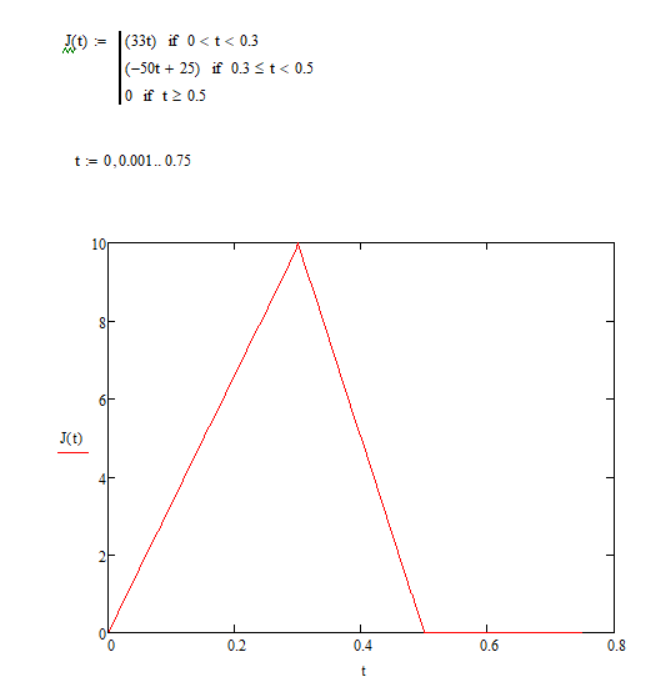 J(t) := (33t) if 0 < t < 0.3
(-50t + 25) if 0.3 ≤ t < 0.5
0 if t ≥ 0.5
t := 0,0.001.. 0.75
10
8
6
J(t)
4
2
0
0 0.2 0.4 0.6 0.8
t